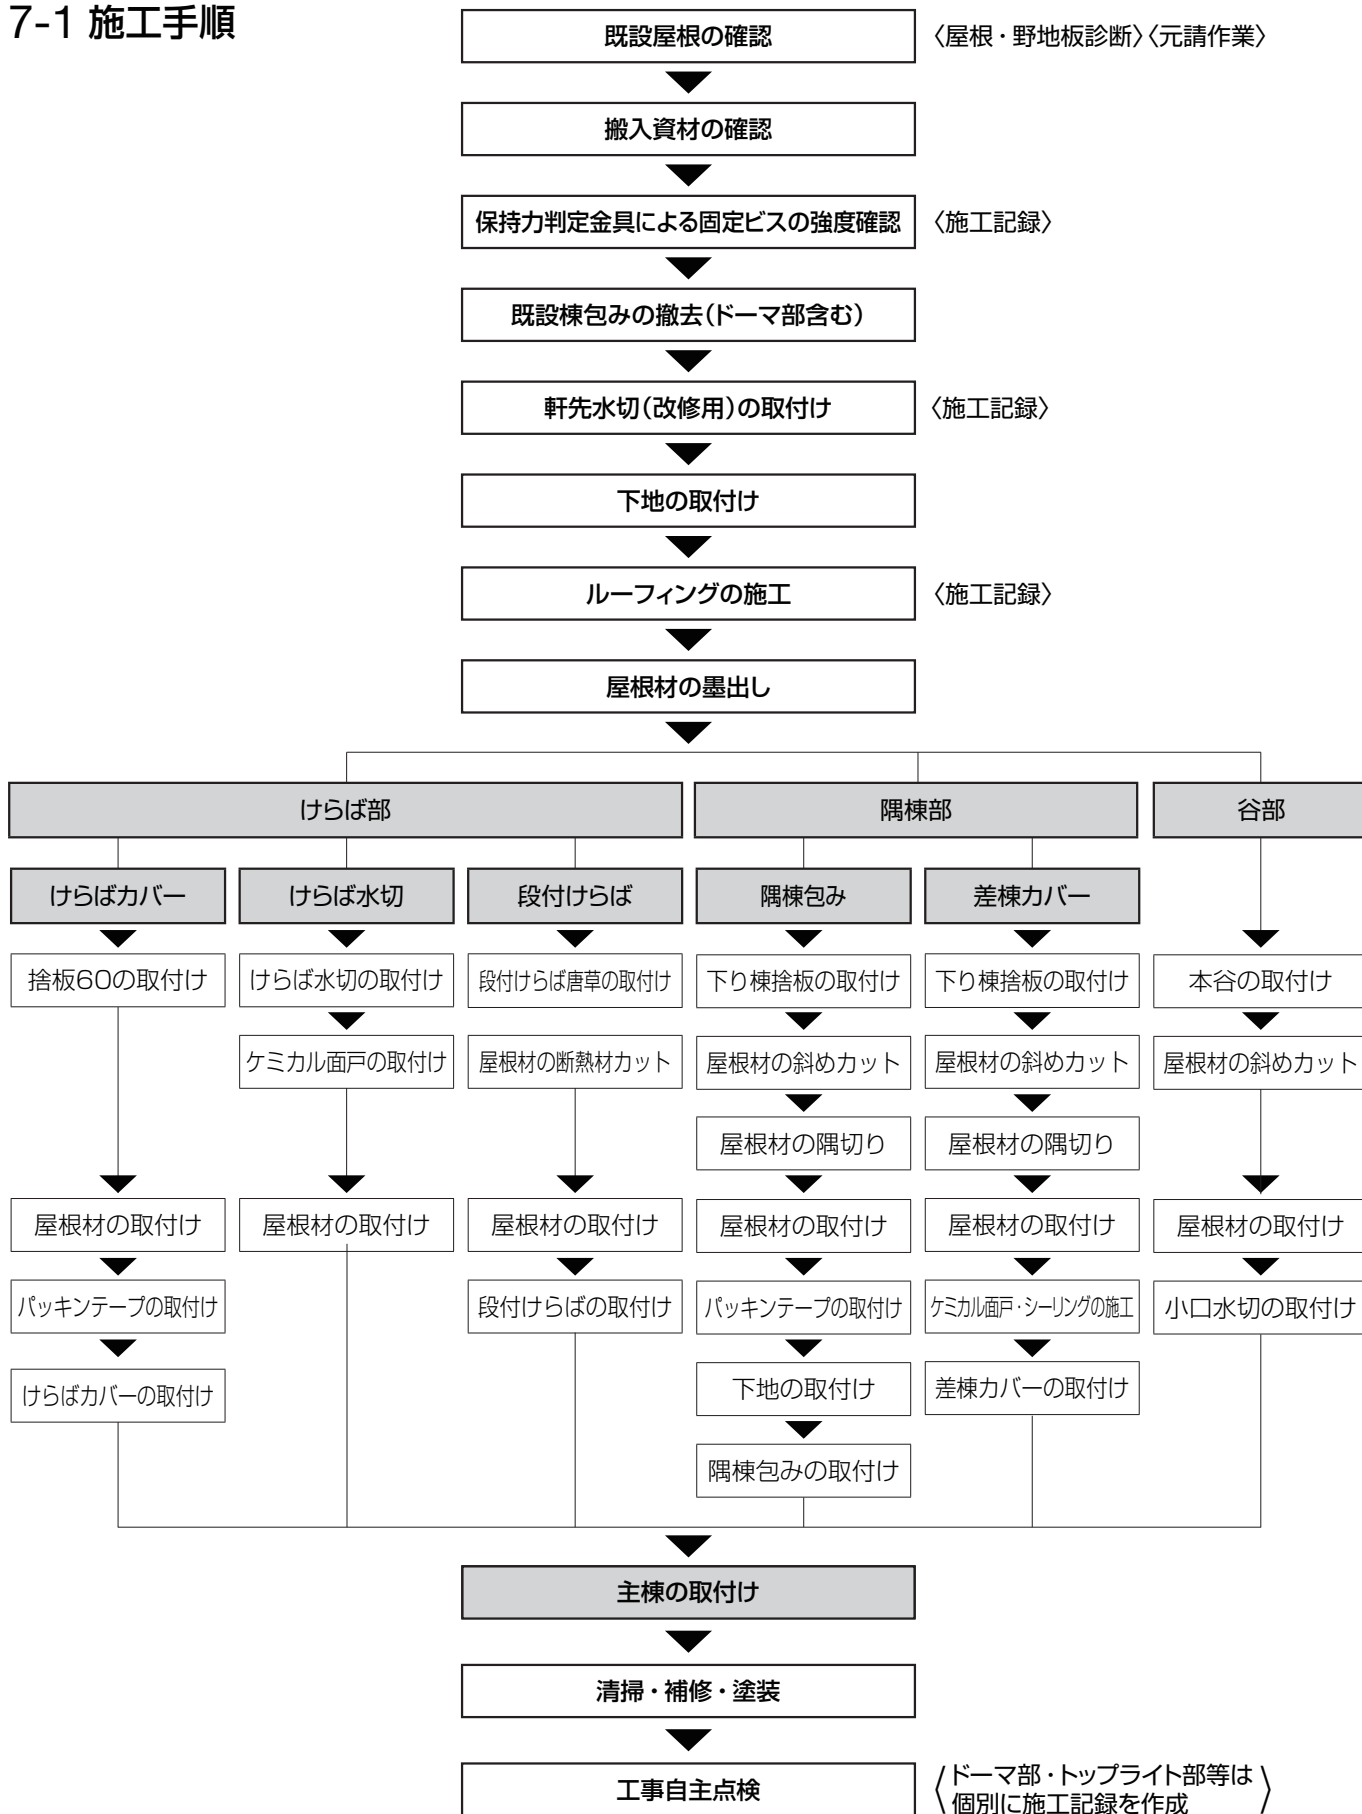 7-1 施工手順
既設屋根の確認
〈屋根・野地板診断〉〈元請作業〉
搬入資材の確認
保持力判定金具による固定ビスの強度確認
〈施工記録〉
既設棟包みの撤去(ドーマ部含む)
軒先水切(改修用)の取付け
〈施工記録〉
下地の取付け
ルーフィングの施工
〈施工記録〉
屋根材の墨出し
けらば部
隅棟部
谷部
けらばカバー
けらば水切
段付けらば
隅棟包み
差棟カバー
捨板60の取付け
けらば水切の取付け
段付けらば唐草の取付け
下り棟捨板の取付け
下り棟捨板の取付け
本谷の取付け
ケミカル面戸の取付け
屋根材の断熱材カット
屋根材の斜めカット
屋根材の斜めカット
屋根材の斜めカット
屋根材の隅切り
屋根材の隅切り
屋根材の取付け
屋根材の取付け
屋根材の取付け
屋根材の取付け
屋根材の取付け
屋根材の取付け
パッキンテープの取付け
段付けらばの取付け
パッキンテープの取付け
ケミカル面戸・シーリングの施工
小口水切の取付け
けらばカバーの取付け
下地の取付け
差棟カバーの取付け
隅棟包みの取付け
主棟の取付け
清掃・補修・塗装
工事自主点検
〈ドーマ部・トップライト部等は
個別に施工記録を作成〉